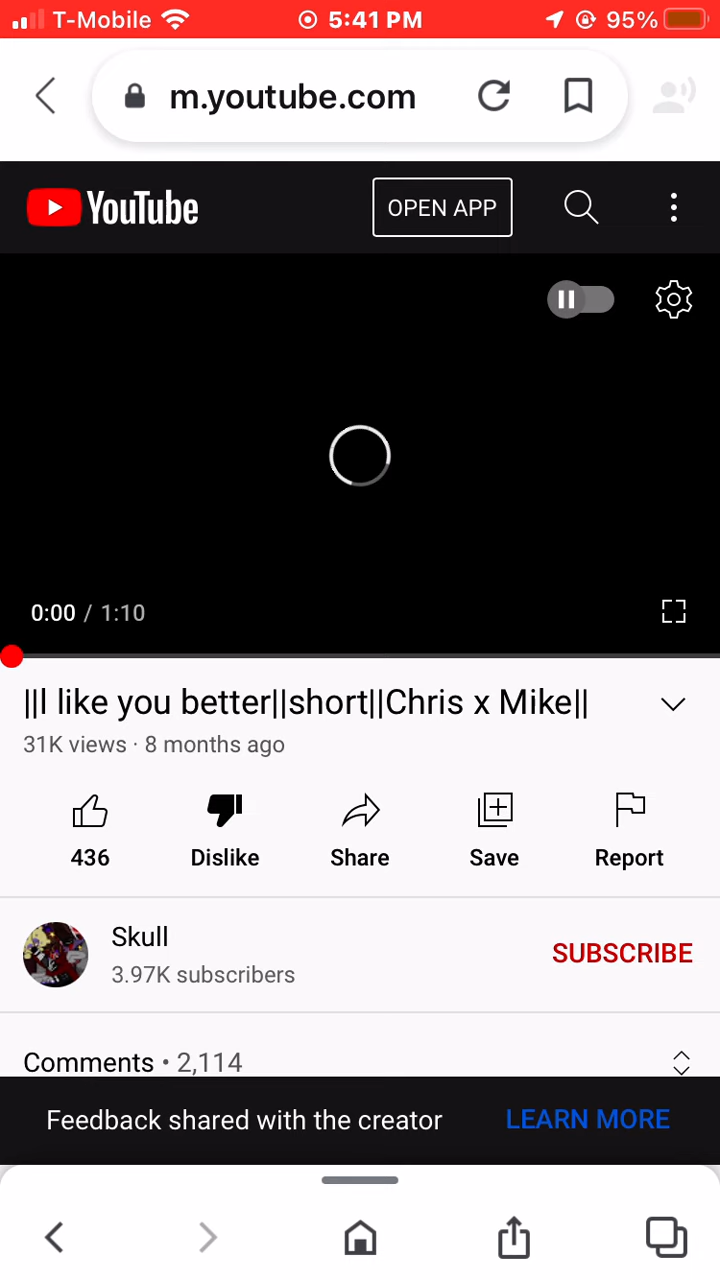 T-Mobile 5:41 PM 95%
m.youtube.com
YouTube OPEN APP
0:00 / 1:10
||I like you better||short||Chris x Mike||
31K views · 8 months ago
436 Dislike Share Save Report
Skull
3.97K subscribers
SUBSCRIBE
Comments • 2,114
Feedback shared with the creator LEARN MORE